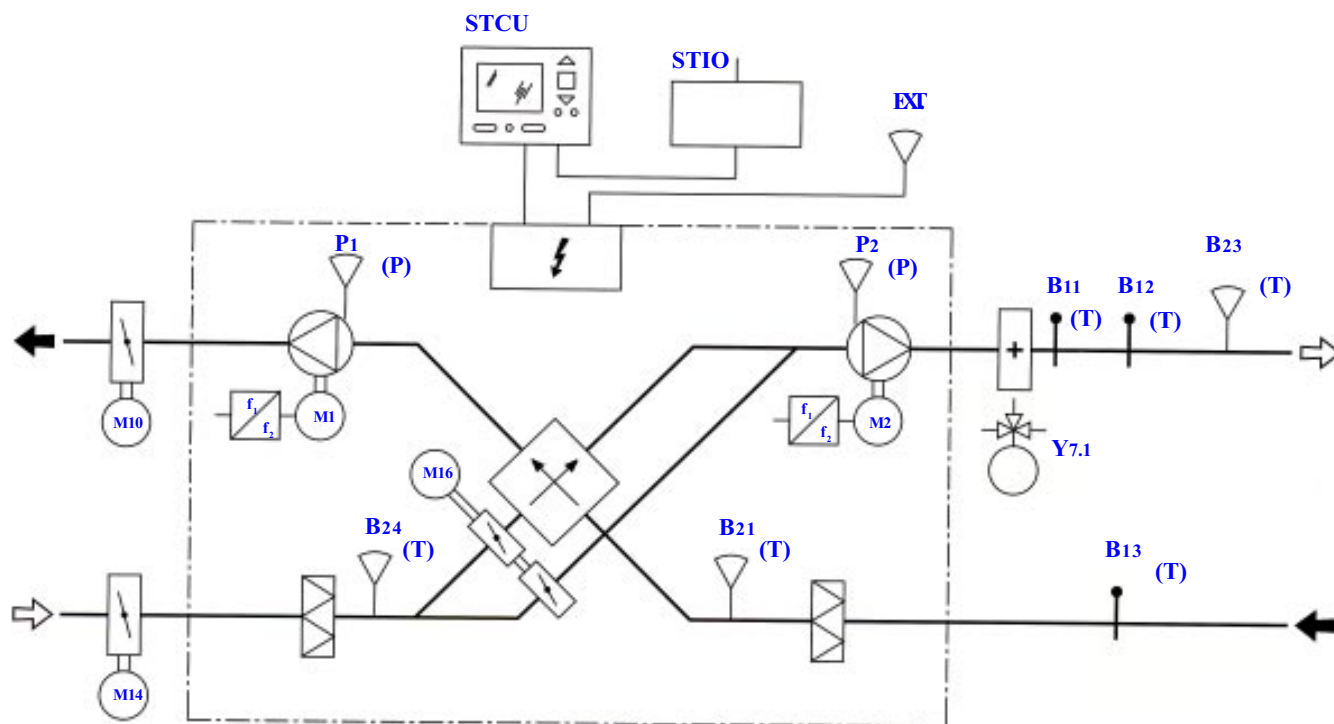 STCU
STIO
EXT.
P1
(P)
P2
(P)
B23
(T)
B11
(T)
B12
(T)
M10
f1
f2
M1
f1
f2
M2
Y7.1
M16
B24
(T)
B21
(T)
B13
(T)
M14